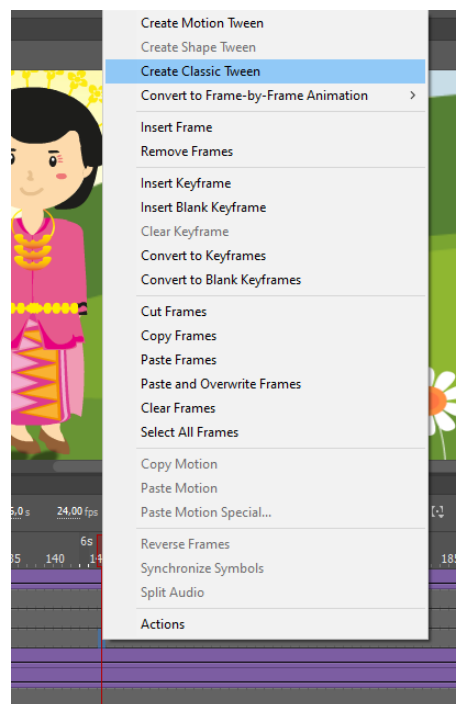 Create Motion Tween
Create Shape Tween
Create Classic Tween
Convert to Frame-by-Frame Animation
Insert Frame
Remove Frames
Insert Keyframe
Insert Blank Keyframe
Clear Keyframe
Convert to Keyframes
Convert to Blank Keyframes
Cut Frames
Copy Frames
Paste Frames
Paste and Overwrite Frames
Clear Frames
Select All Frames
Copy Motion
Paste Motion
Paste Motion Special...
5,0 s 24,00 fps
Reverse Frames
6s
140 185
Synchronize Symbols
Split Audio
Actions